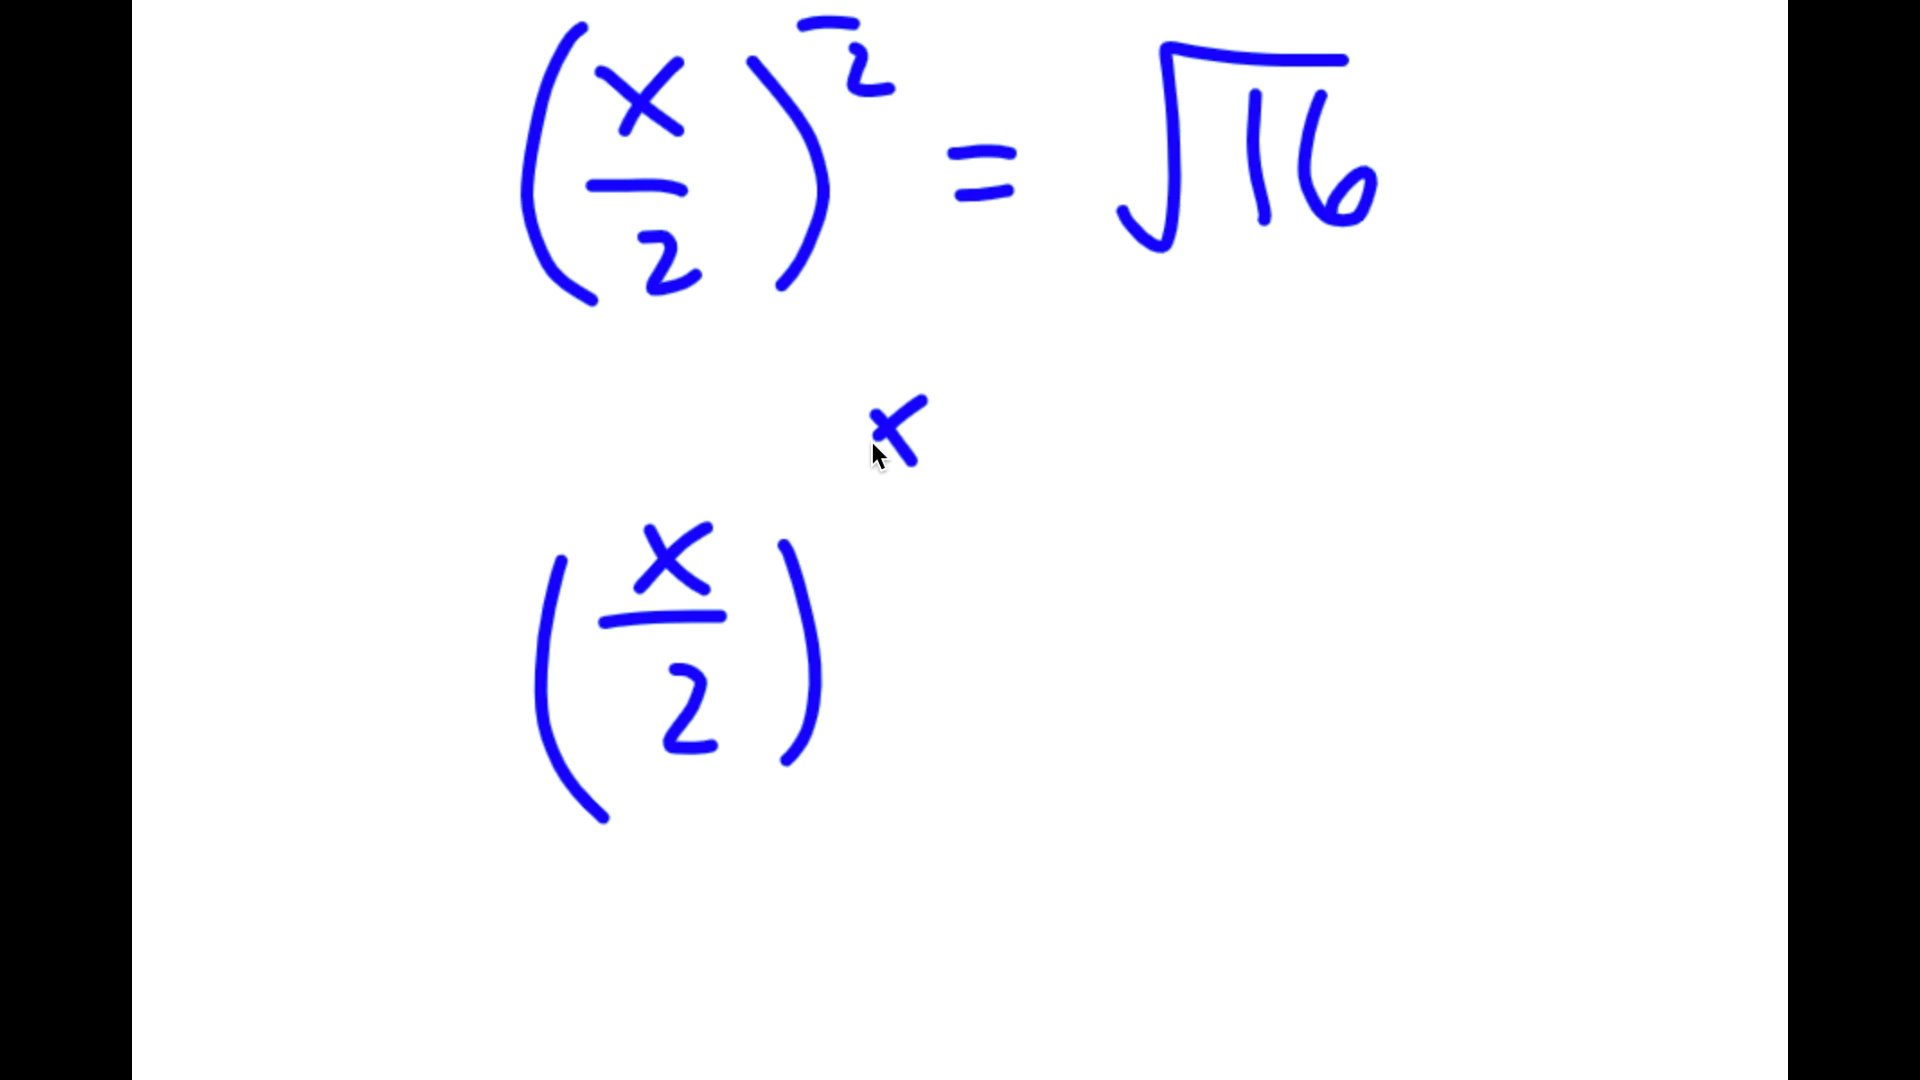 (x/2)^-2 = √16
(x/2)^x